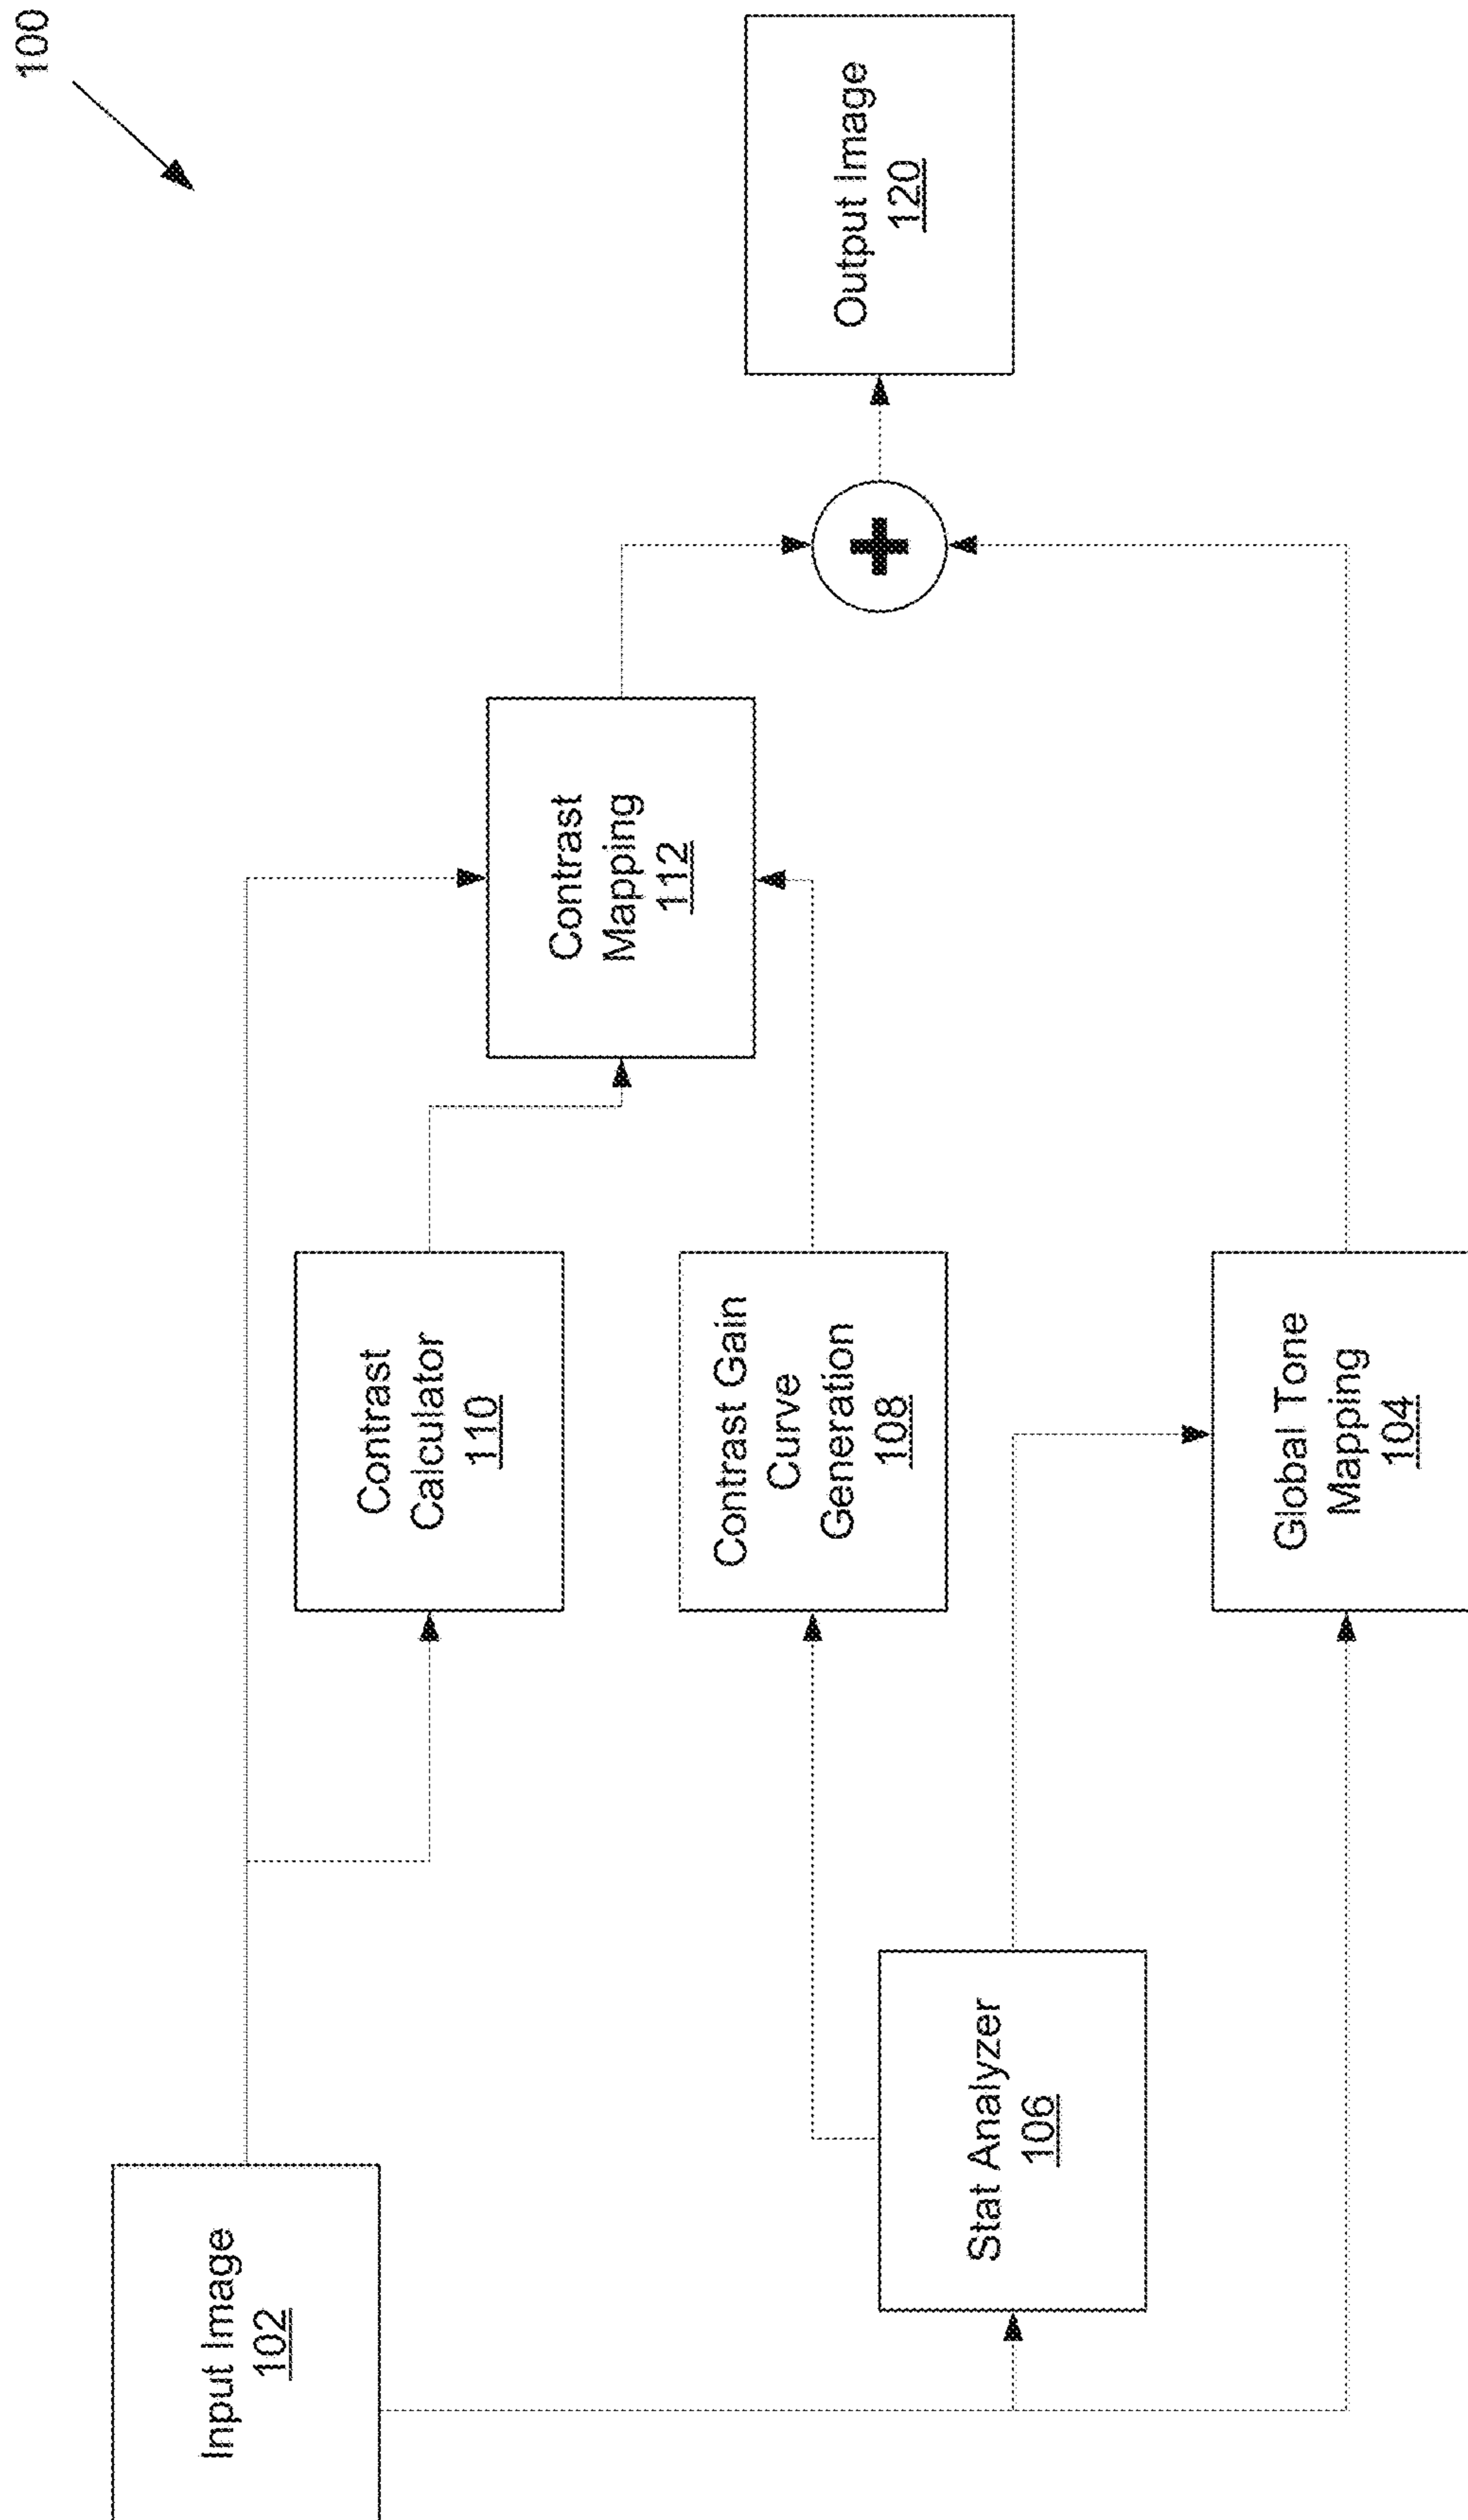 100
Input Image
102
Contrast
Calculator
110
Contrast
Mapping
112
Contrast Gain
Curve
Generation
108
Output Image
120
Stat Analyzer
106
Global Tone
Mapping
104